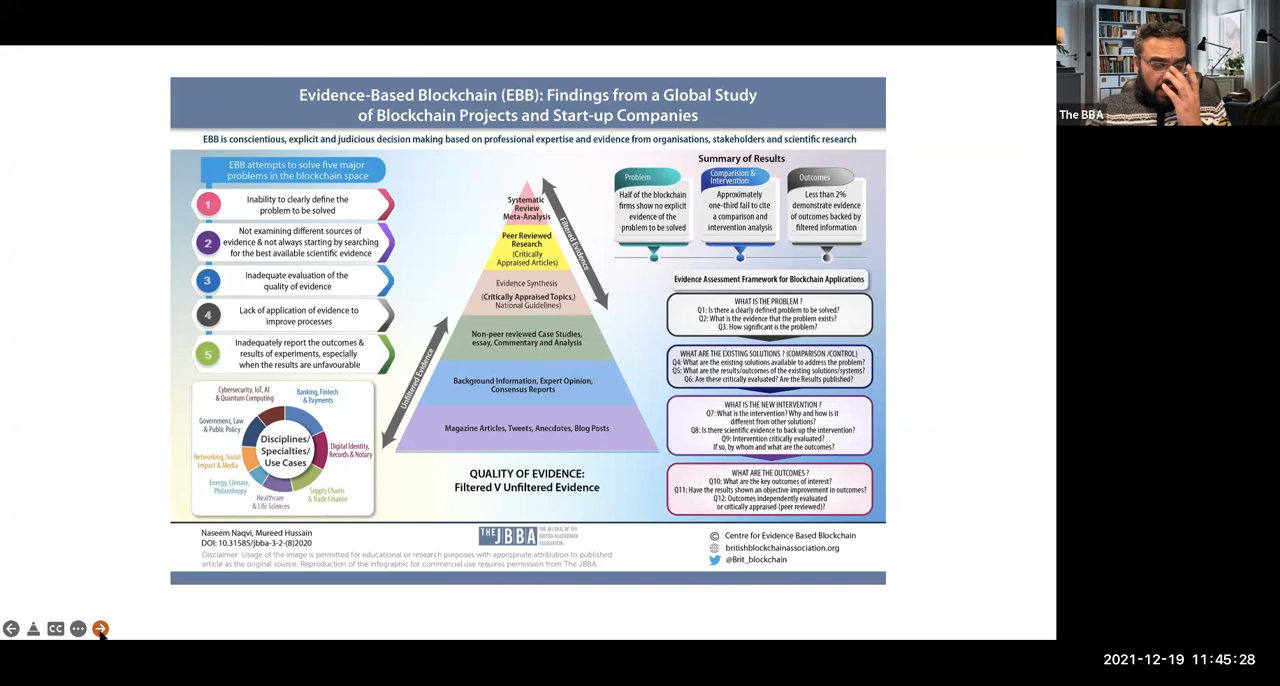 Evidence-Based Blockchain (EBB): Findings from a Global Study
of Blockchain Projects and Start-up Companies
EBB is conscientious, explicit and judicious decision making based on professional expertise and evidence from organisations, stakeholders and scientific research
EBB attempts to solve five major
problems in the blockchain space
1
Inability to clearly define the
problem to be solved
2
Not examining different sources of
evidence & not always starting by searching
for the best available scientific evidence
3
Inadequate evaluation of the
quality of evidence
4
Lack of application of evidence to
improve processes
5
Inadequately report the outcomes &
results of experiments, especially
when the results are unfavourable
Cybersecurity, IoT, AI
& Quantum Computing
Banking, Fintech
& Payments
Government, Law
& Public Policy
Digital Identity,
Records & Notary
Networking, Social
Impact & Media
Energy, Climate,
Philanthropy
Healthcare
& Life Sciences
Supply Chains
& Trade Finance
Disciplines/
Specialties/
Use Cases
Systematic
Review
Meta-Analysis
Peer Reviewed
Research
(Critically
Appraised Articles)
Evidence Synthesis
(Critically Appraised Topics,
National Guidelines)
Non-peer reviewed Case Studies,
essay, Commentary and Analysis
Background Information, Expert Opinion,
Consensus Reports
Magazine Articles, Tweets, Anecdotes, Blog Posts
Filtered Evidence
Unfiltered Evidence
QUALITY OF EVIDENCE:
Filtered V Unfiltered Evidence
Summary of Results
Problem
Half of the blockchain
firms show no explicit
evidence of the
problem to be solved
Comparision &
Intervention
Approximately
one-third fail to cite
a comparison and
intervention analysis
Outcomes
Less than 2%
demonstrate evidence
of outcomes backed by
filtered information
Evidence Assessment Framework for Blockchain Applications
WHAT IS THE PROBLEM ?
Q1: Is there a clearly defined problem to be solved?
Q2: What is the evidence that the problem exists?
Q3: How significant is the problem?
WHAT ARE THE EXISTING SOLUTIONS ? (COMPARISON /CONTROL)
Q4: What are the existing solutions available to address the problem?
Q5: What are the results/outcomes of the existing solutions/systems?
Q6: Are these critically evaluated? Are the Results published?
WHAT IS THE NEW INTERVENTION ?
Q7: What is the intervention? Why and how is it
different from other solutions?
Q8: Is there scientific evidence to back up the intervention?
Q9: Intervention critically evaluated?
If so, by whom and what are the outcomes?
WHAT ARE THE OUTCOMES ?
Q10: What are the key outcomes of interest?
Q11: Have the results shown an objective improvement in outcomes?
Q12: Outcomes independently evaluated
or critically appraised (peer reviewed)?
Naseem Naqvi, Mureed Hussain
DOI: 10.31585/jbba-3-2-(8)2020
Disclaimer: Usage of the image is permitted for educational or research purposes with appropriate attribution to published
article as the original source. Reproduction of the infographic for commercial use requires permission from The JBBA.
THE JBBA
THE JOURNAL OF THE
BRITISH BLOCKCHAIN
ASSOCIATION
© Centre for Evidence Based Blockchain
britishblockchainassociation.org
@Brit_blockchain
CC
The BBA
2021-12-19 11:45:28